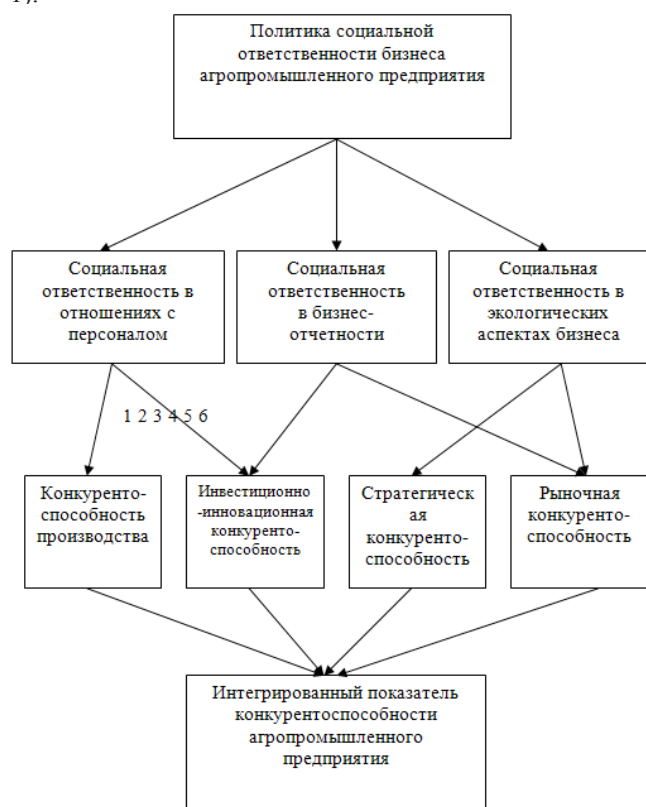 Политика социальной
ответственности бизнеса
агропромышленного предприятия
Социальная
ответственность в
отношениях с
персоналом
Социальная
ответственность
в бизнес-
отчетности
Социальная
ответственность в
экологических
аспектах бизнеса
1 2 3 4 5 6
Конкуренто-
способность
производства
Инвестиционно
-инновационная
конкуренто-
способность
Стратегическ
ая
конкуренто-
способность
Рыночная
конкуренто-
способность
Интегрированный показатель
конкурентоспособности
агропромышленного
предприятия